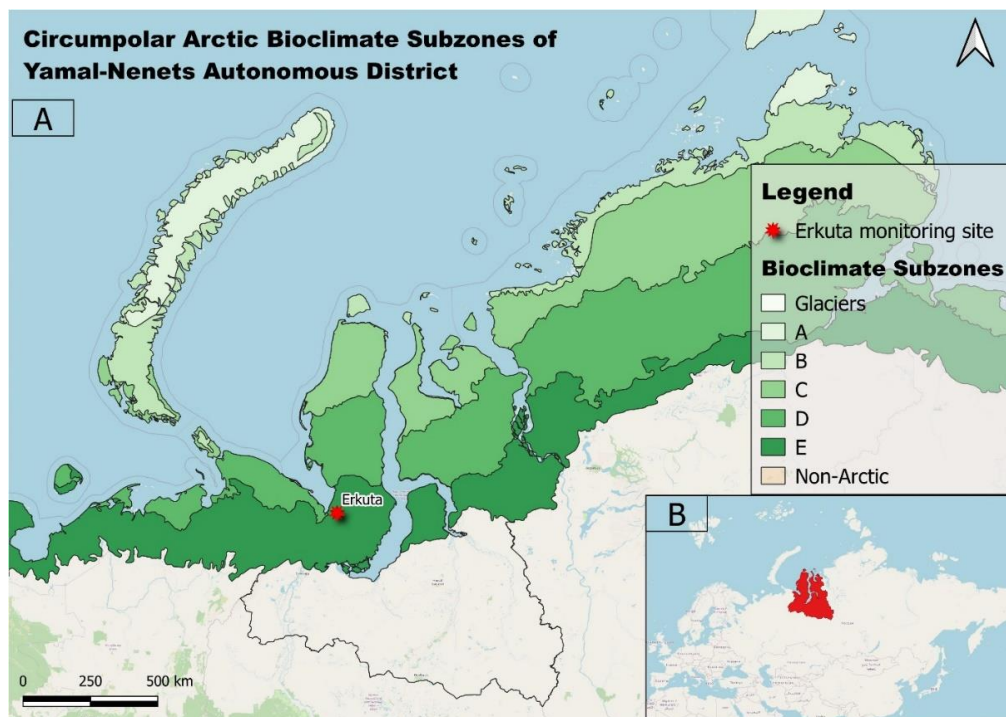 Circumpolar Arctic Bioclimate Subzones of
Yamal-Nenets Autonomous District
A
Legend
Erkuta monitoring site
Bioclimate Subzones
Glaciers
A
B
C
D
E
Non-Arctic
Erkuta
B
0 250 500 km